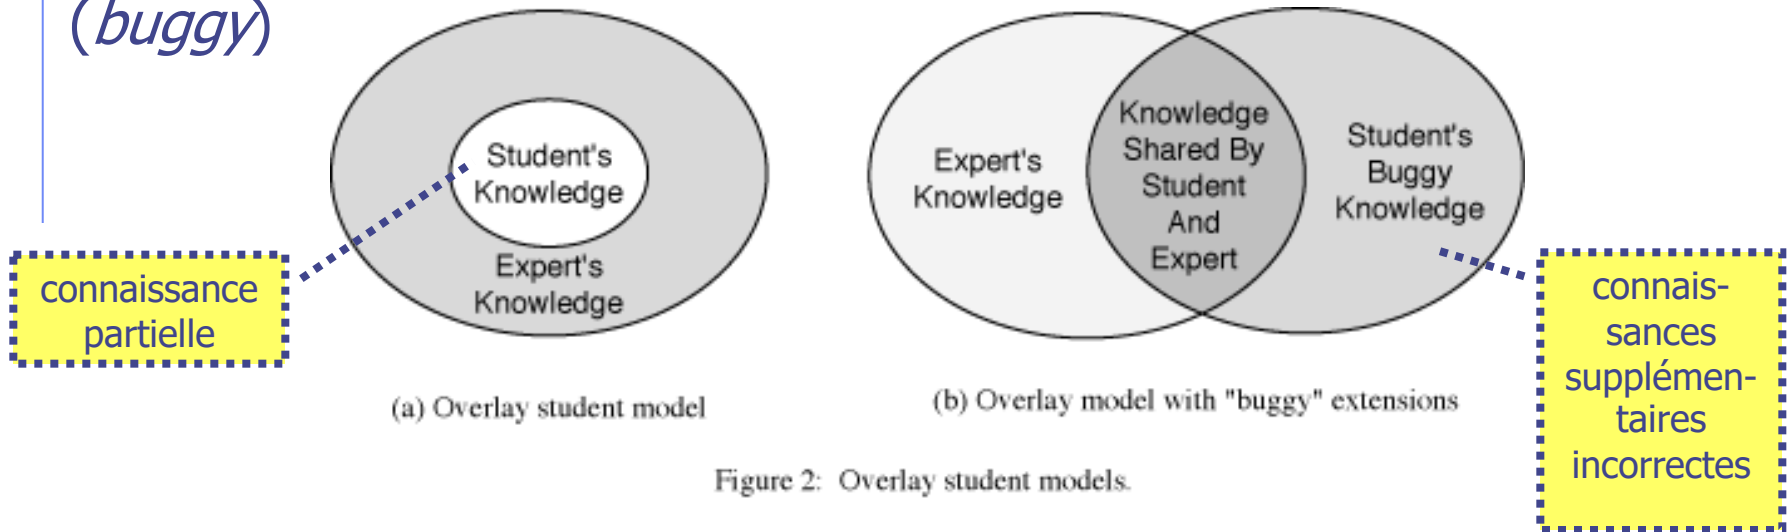 (buggy)
Student's
Knowledge
Expert's
Knowledge
connaissance
partielle
(a) Overlay student model
Expert's
Knowledge
Knowledge
Shared By
Student
And
Expert
Student's
Buggy
Knowledge
connais-
sances
supplémen-
taires
incorrectes
(b) Overlay model with "buggy" extensions
Figure 2: Overlay student models.